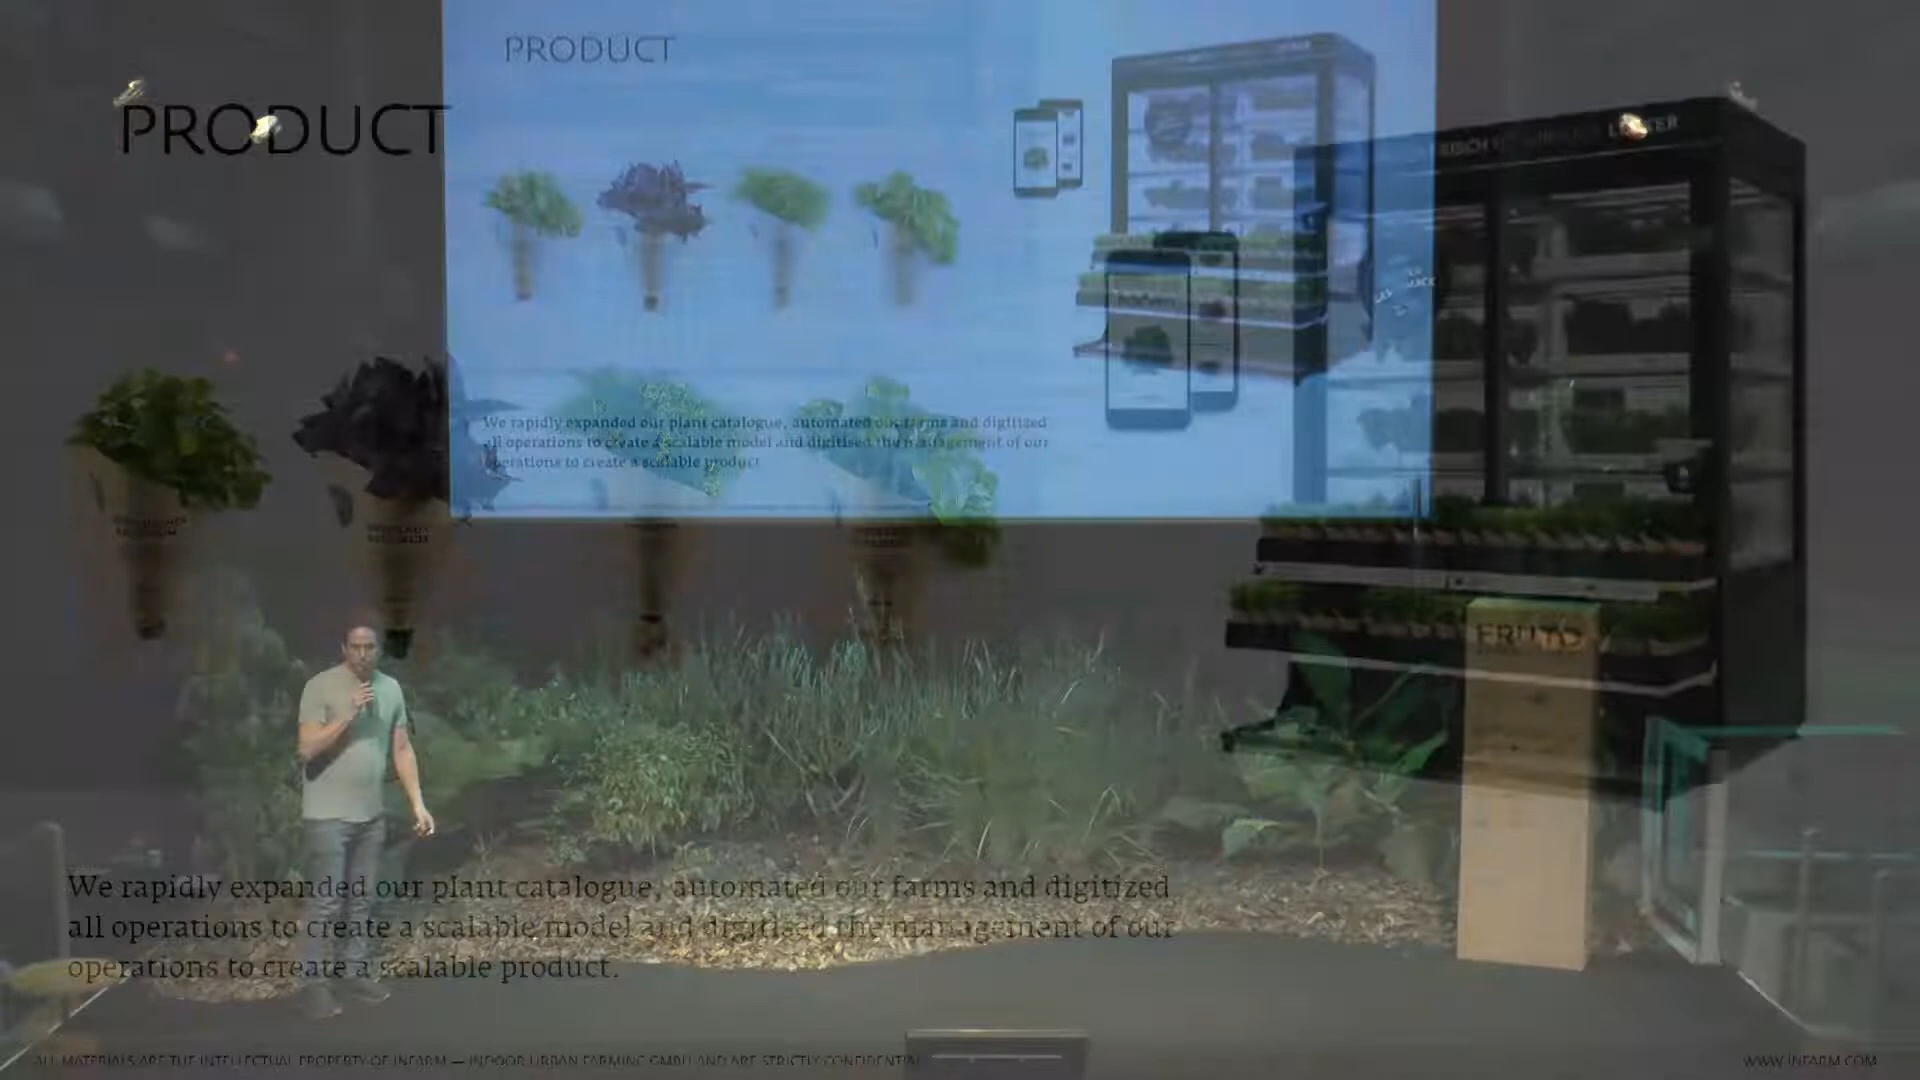 PRODUCT
We rapidly expanded our plant catalogue, automated our farms and digitized
all operations to create a scalable model and digitised the management of our
operations to create a scalable product
PRODUCT
FRUTO
We rapidly expanded our plant catalogue, automated our farms and digitized
all operations to create a scalable model and digitised the management of our
operations to create a scalable product.
ALL MATERIALS ARE THE INTELLECTUAL PROPERTY OF INFARM — INDOOR URBAN FARMING GMBH AND ARE STRICTLY CONFIDENTIAL
WWW.INFARM.COM